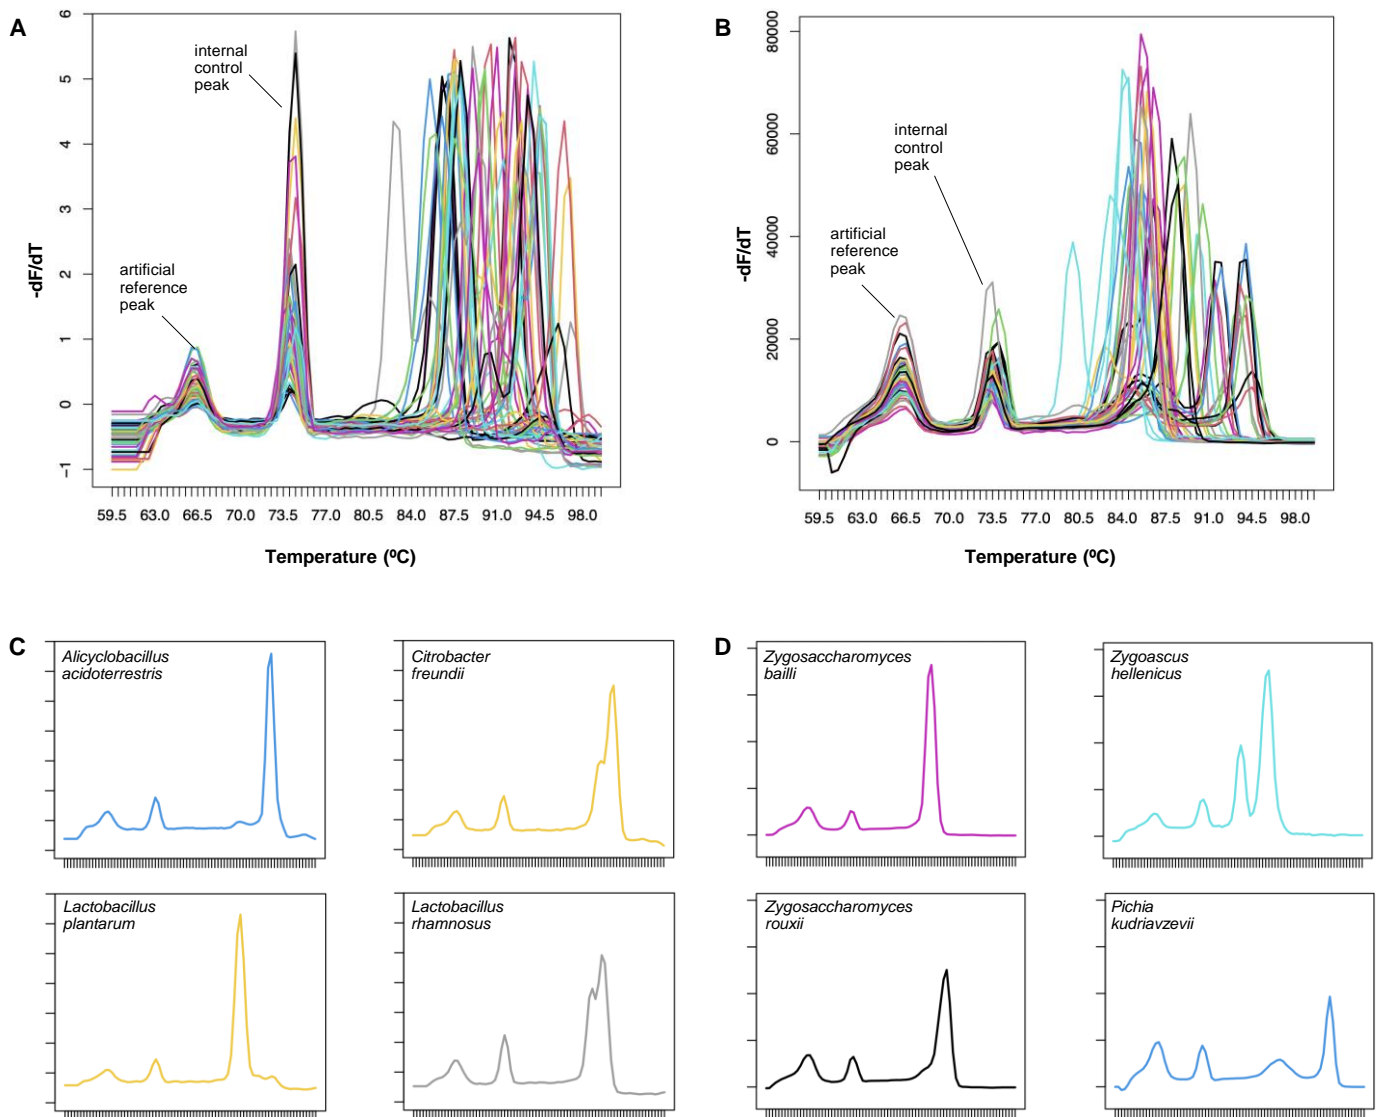 A
6
5
4
3
2
1
0
−1
-dF/dT
internal
control
peak
artificial
reference
peak
59.5 63.0 66.5 70.0 73.5 77.0 80.5 84.0 87.5 91.0 94.5 98.0
Temperature (ºC)
B
80000
60000
40000
20000
0
-dF/dT
internal
control
peak
artificial
reference
peak
59.5 63.0 66.5 70.0 73.5 77.0 80.5 84.0 87.5 91.0 94.5 98.0
Temperature (ºC)
C
Alicyclobacillus
acidoterrestris
Citrobacter
freundii
Lactobacillus
plantarum
Lactobacillus
rhamnosus
D
Zygosaccharomyces
bailli
Zygoascus
hellenicus
Zygosaccharomyces
rouxii
Pichia
kudriavzevii